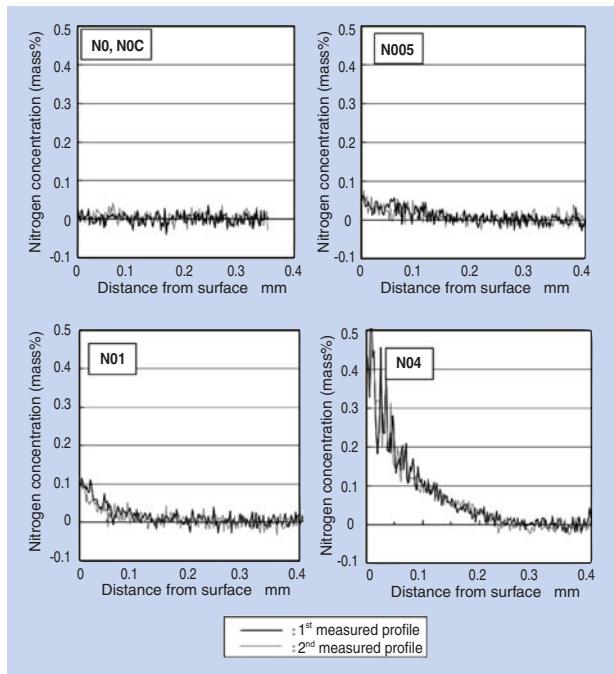 N0, N0C
Nitrogen concentration (mass%)
0.5
0.4
0.3
0.2
0.1
0
-0.1
0 0.1 0.2 0.3 0.4
Distance from surface mm
N005
Nitrogen concentration (mass%)
0.5
0.4
0.3
0.2
0.1
0
-0.1
0 0.1 0.2 0.3 0.4
Distance from surface mm
N01
Nitrogen concentration (mass%)
0.5
0.4
0.3
0.2
0.1
0
-0.1
0 0.1 0.2 0.3 0.4
Distance from surface mm
N04
Nitrogen concentration (mass%)
0.5
0.4
0.3
0.2
0.1
0
-0.1
0 0.1 0.2 0.3 0.4
Distance from surface mm
: 1st measured profile
: 2nd measured profile